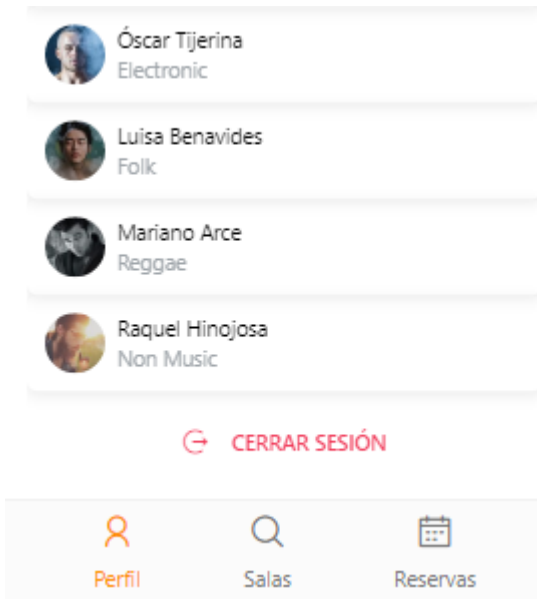 Óscar Tijerina
Electronic
Luisa Benavides
Folk
Mariano Arce
Reggae
Raquel Hinojosa
Non Music
CERRAR SESIÓN
Perfil Salas Reservas